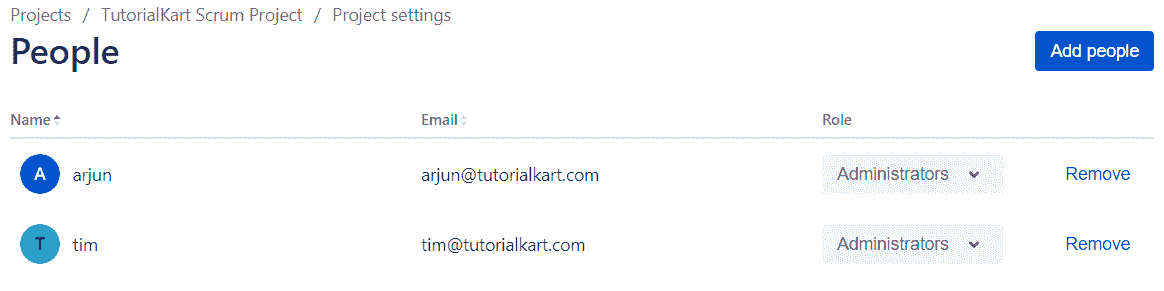 Projects / TutorialKart Scrum Project / Project settings
People
Add people
Name Email Role
A arjun arjun@tutorialkart.com Administrators Remove
T tim tim@tutorialkart.com Administrators Remove